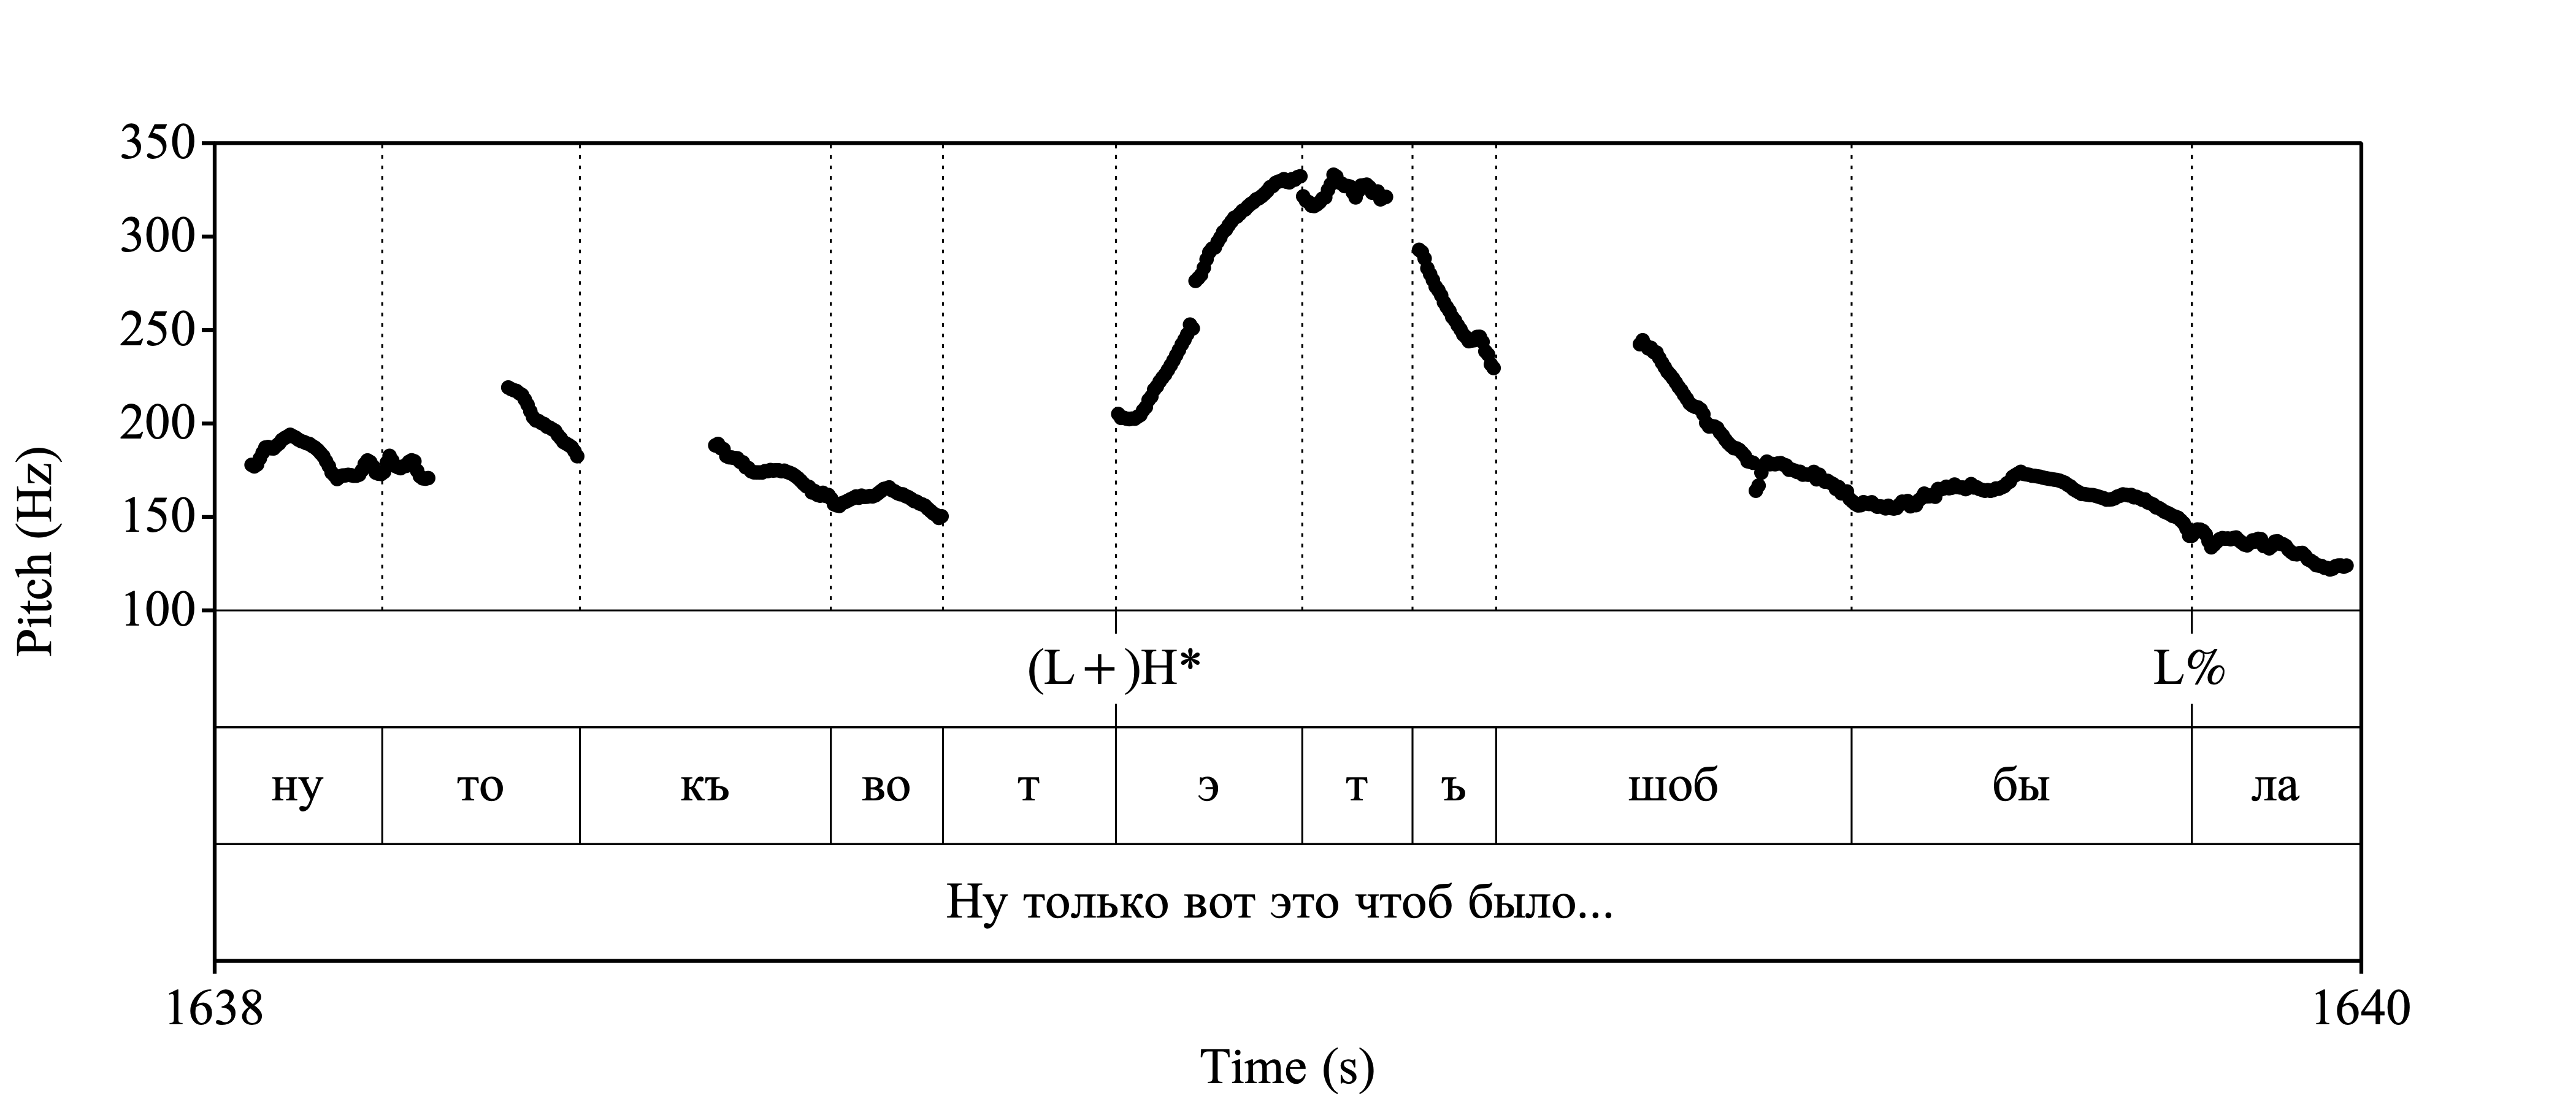 350
300
250
200
150
100
Pitch (Hz)
(L+)H* L%
ну то къ во т э т ъ шоб бы ла
Ну только вот это чтоб было...
1638 1640
Time (s)